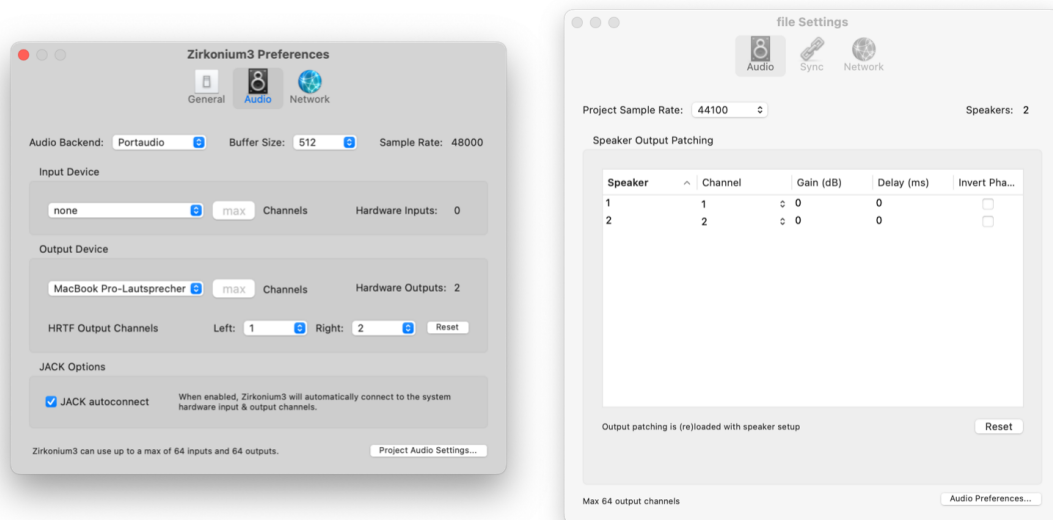 Zirkonium3 Preferences
General Audio Network
Audio Backend: Portaudio Buffer Size: 512 Sample Rate: 48000
Input Device
none max Channels Hardware Inputs: 0
Output Device
MacBook Pro-Lautsprecher max Channels Hardware Outputs: 2
HRTF Output Channels Left: 1 Right: 2 Reset
JACK Options
JACK autoconnect
When enabled, Zirkonium3 will automatically connect to the system
hardware input & output channels.
Zirkonium3 can use up to a max of 64 inputs and 64 outputs. Project Audio Settings...
file Settings
Audio Sync Network
Project Sample Rate: 44100 Speakers: 2
Speaker Output Patching
Speaker Channel Gain (dB) Delay (ms) Invert Pha...
1 1 0 0
2 2 0 0
Output patching is (re)loaded with speaker setup Reset
Max 64 output channels Audio Preferences...